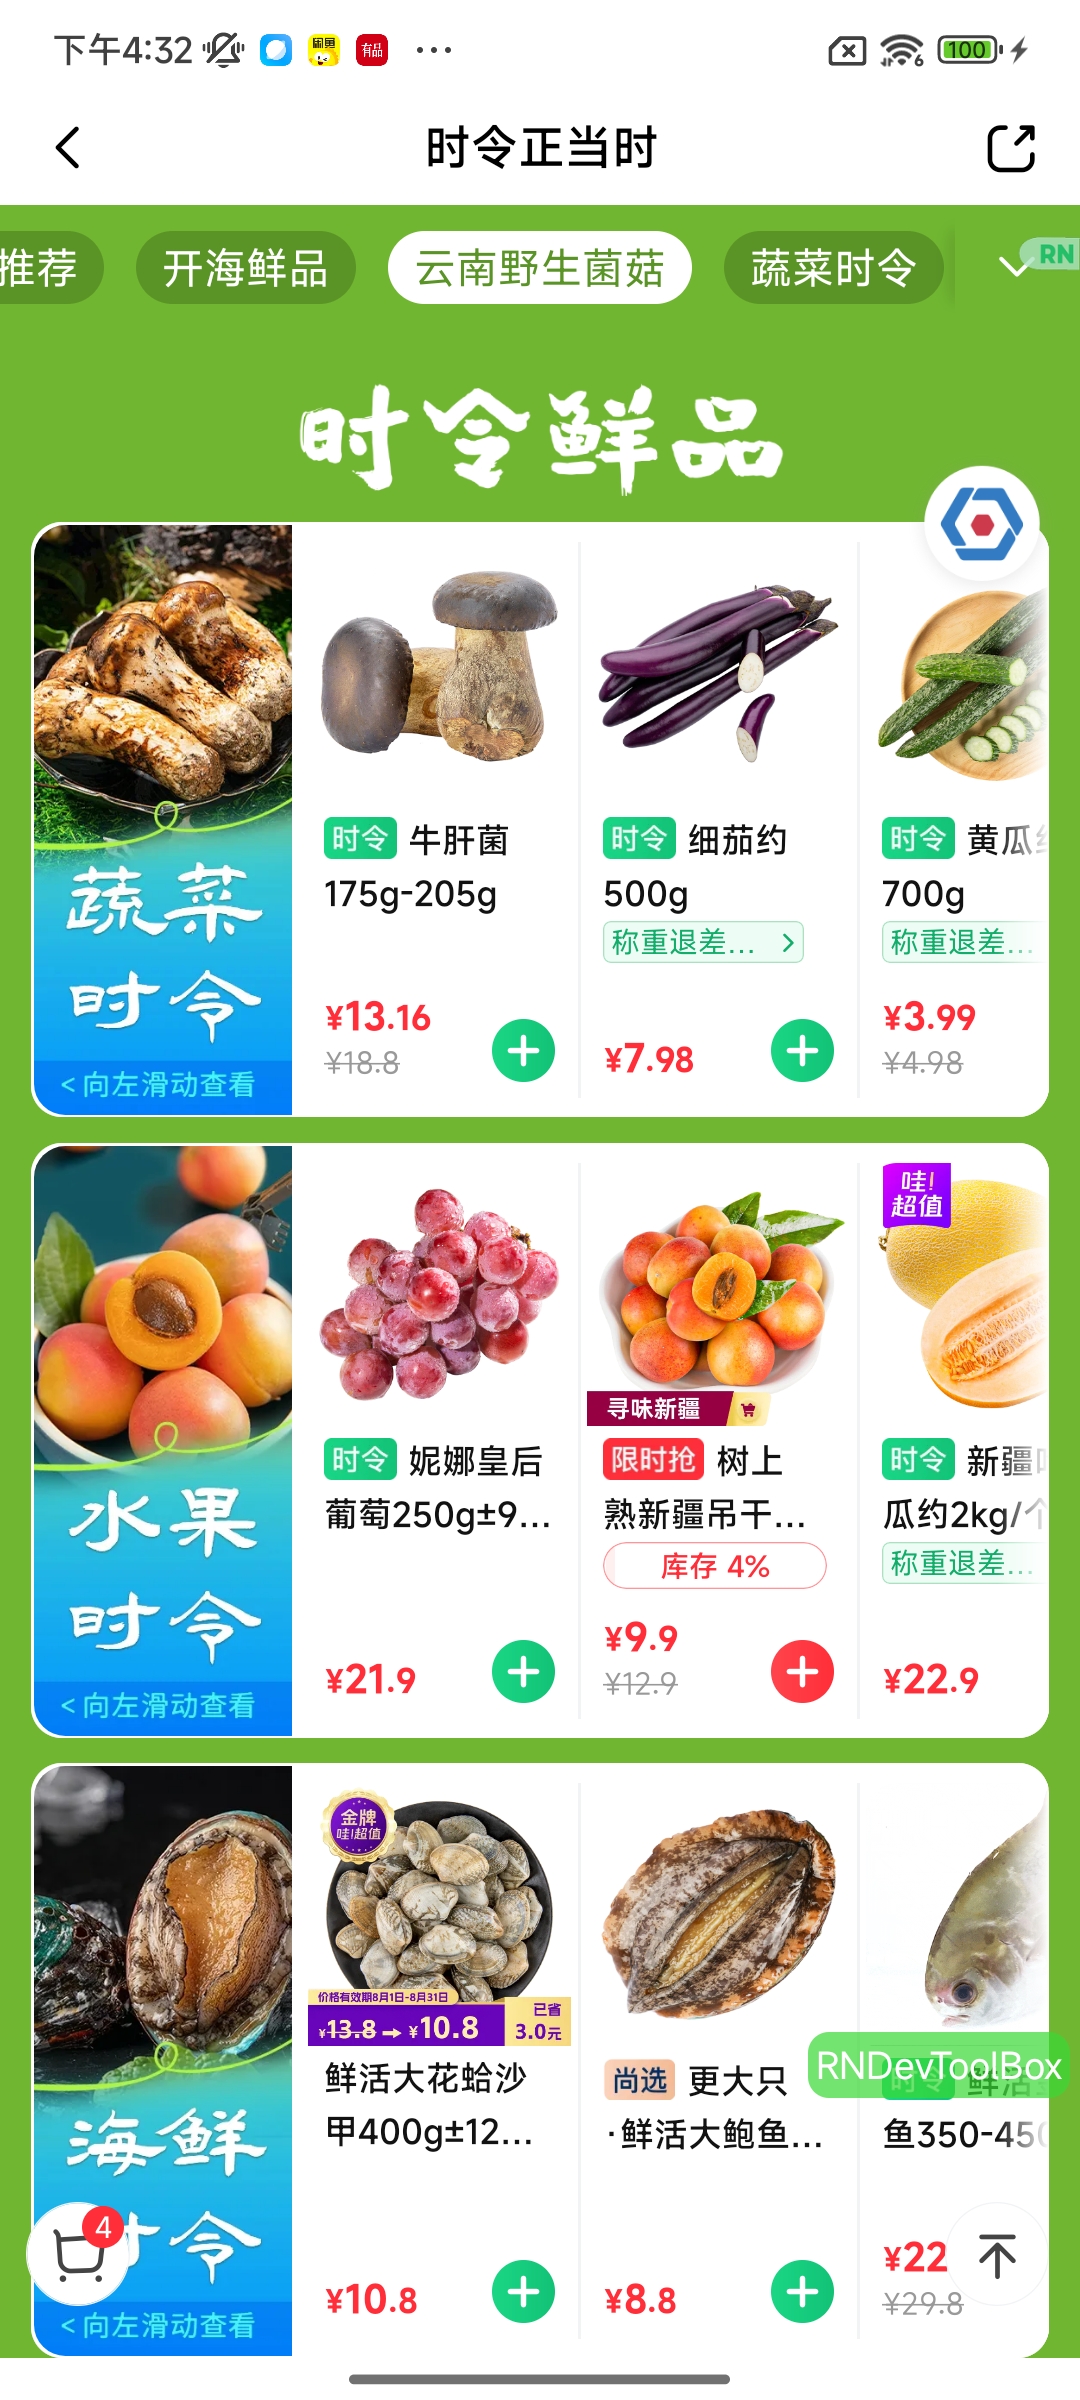 下午4:32
闲鱼
有品
6
100
时令正当时
推荐
开海鲜品
云南野生菌菇
蔬菜时令
RN
时令鲜品
蔬菜
时令
<向左滑动查看
时令 牛肝菌
175g-205g
¥13.16
¥18.8
时令 细茄约
500g
称重退差... >
¥7.98
时令 黄瓜
700g
称重退差...
¥3.99
¥4.98
水果
时令
<向左滑动查看
时令 妮娜皇后
葡萄250g±9...
¥21.9
寻味新疆
限时抢 树上
熟新疆吊干...
库存 4%
¥9.9
¥12.9
哇!
超值
时令 新疆
瓜约2kg/个
称重退差...
¥22.9
海鲜
时令
<向左滑动查看
4
金牌
哇!超值
价格有效期8月1日-8月31日
¥13.8 → ¥10.8
已省
3.0元
鲜活大花蛤沙
甲400g±12...
¥10.8
尚选 更大只
·鲜活大鲍鱼...
¥8.8
RNDevToolBox
时令 鲜活
鱼350-450
¥22
¥29.8